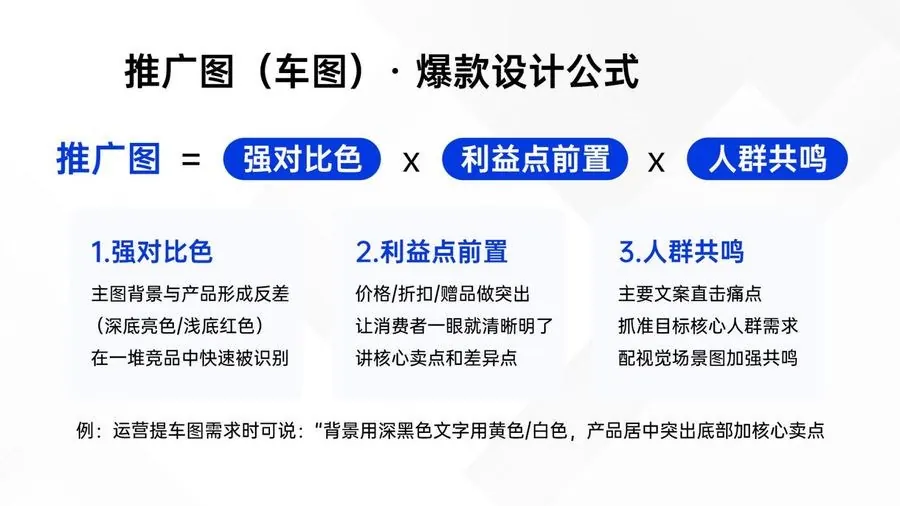 推广图（车图）· 爆款设计公式
推广图 = 强对比色 x 利益点前置 x 人群共鸣
1.强对比色
主图背景与产品形成反差
（深底亮色/浅底红色）
在一堆竞品中快速被识别
2.利益点前置
价格/折扣/赠品做突出
让消费者一眼就清晰明了
讲核心卖点和差异点
3.人群共鸣
主要文案直击痛点
抓准目标核心人群需求
配视觉场景图加强共鸣
例：运营提车图需求时可说：“背景用深黑色文字用黄色/白色，产品居中突出底部加核心卖点